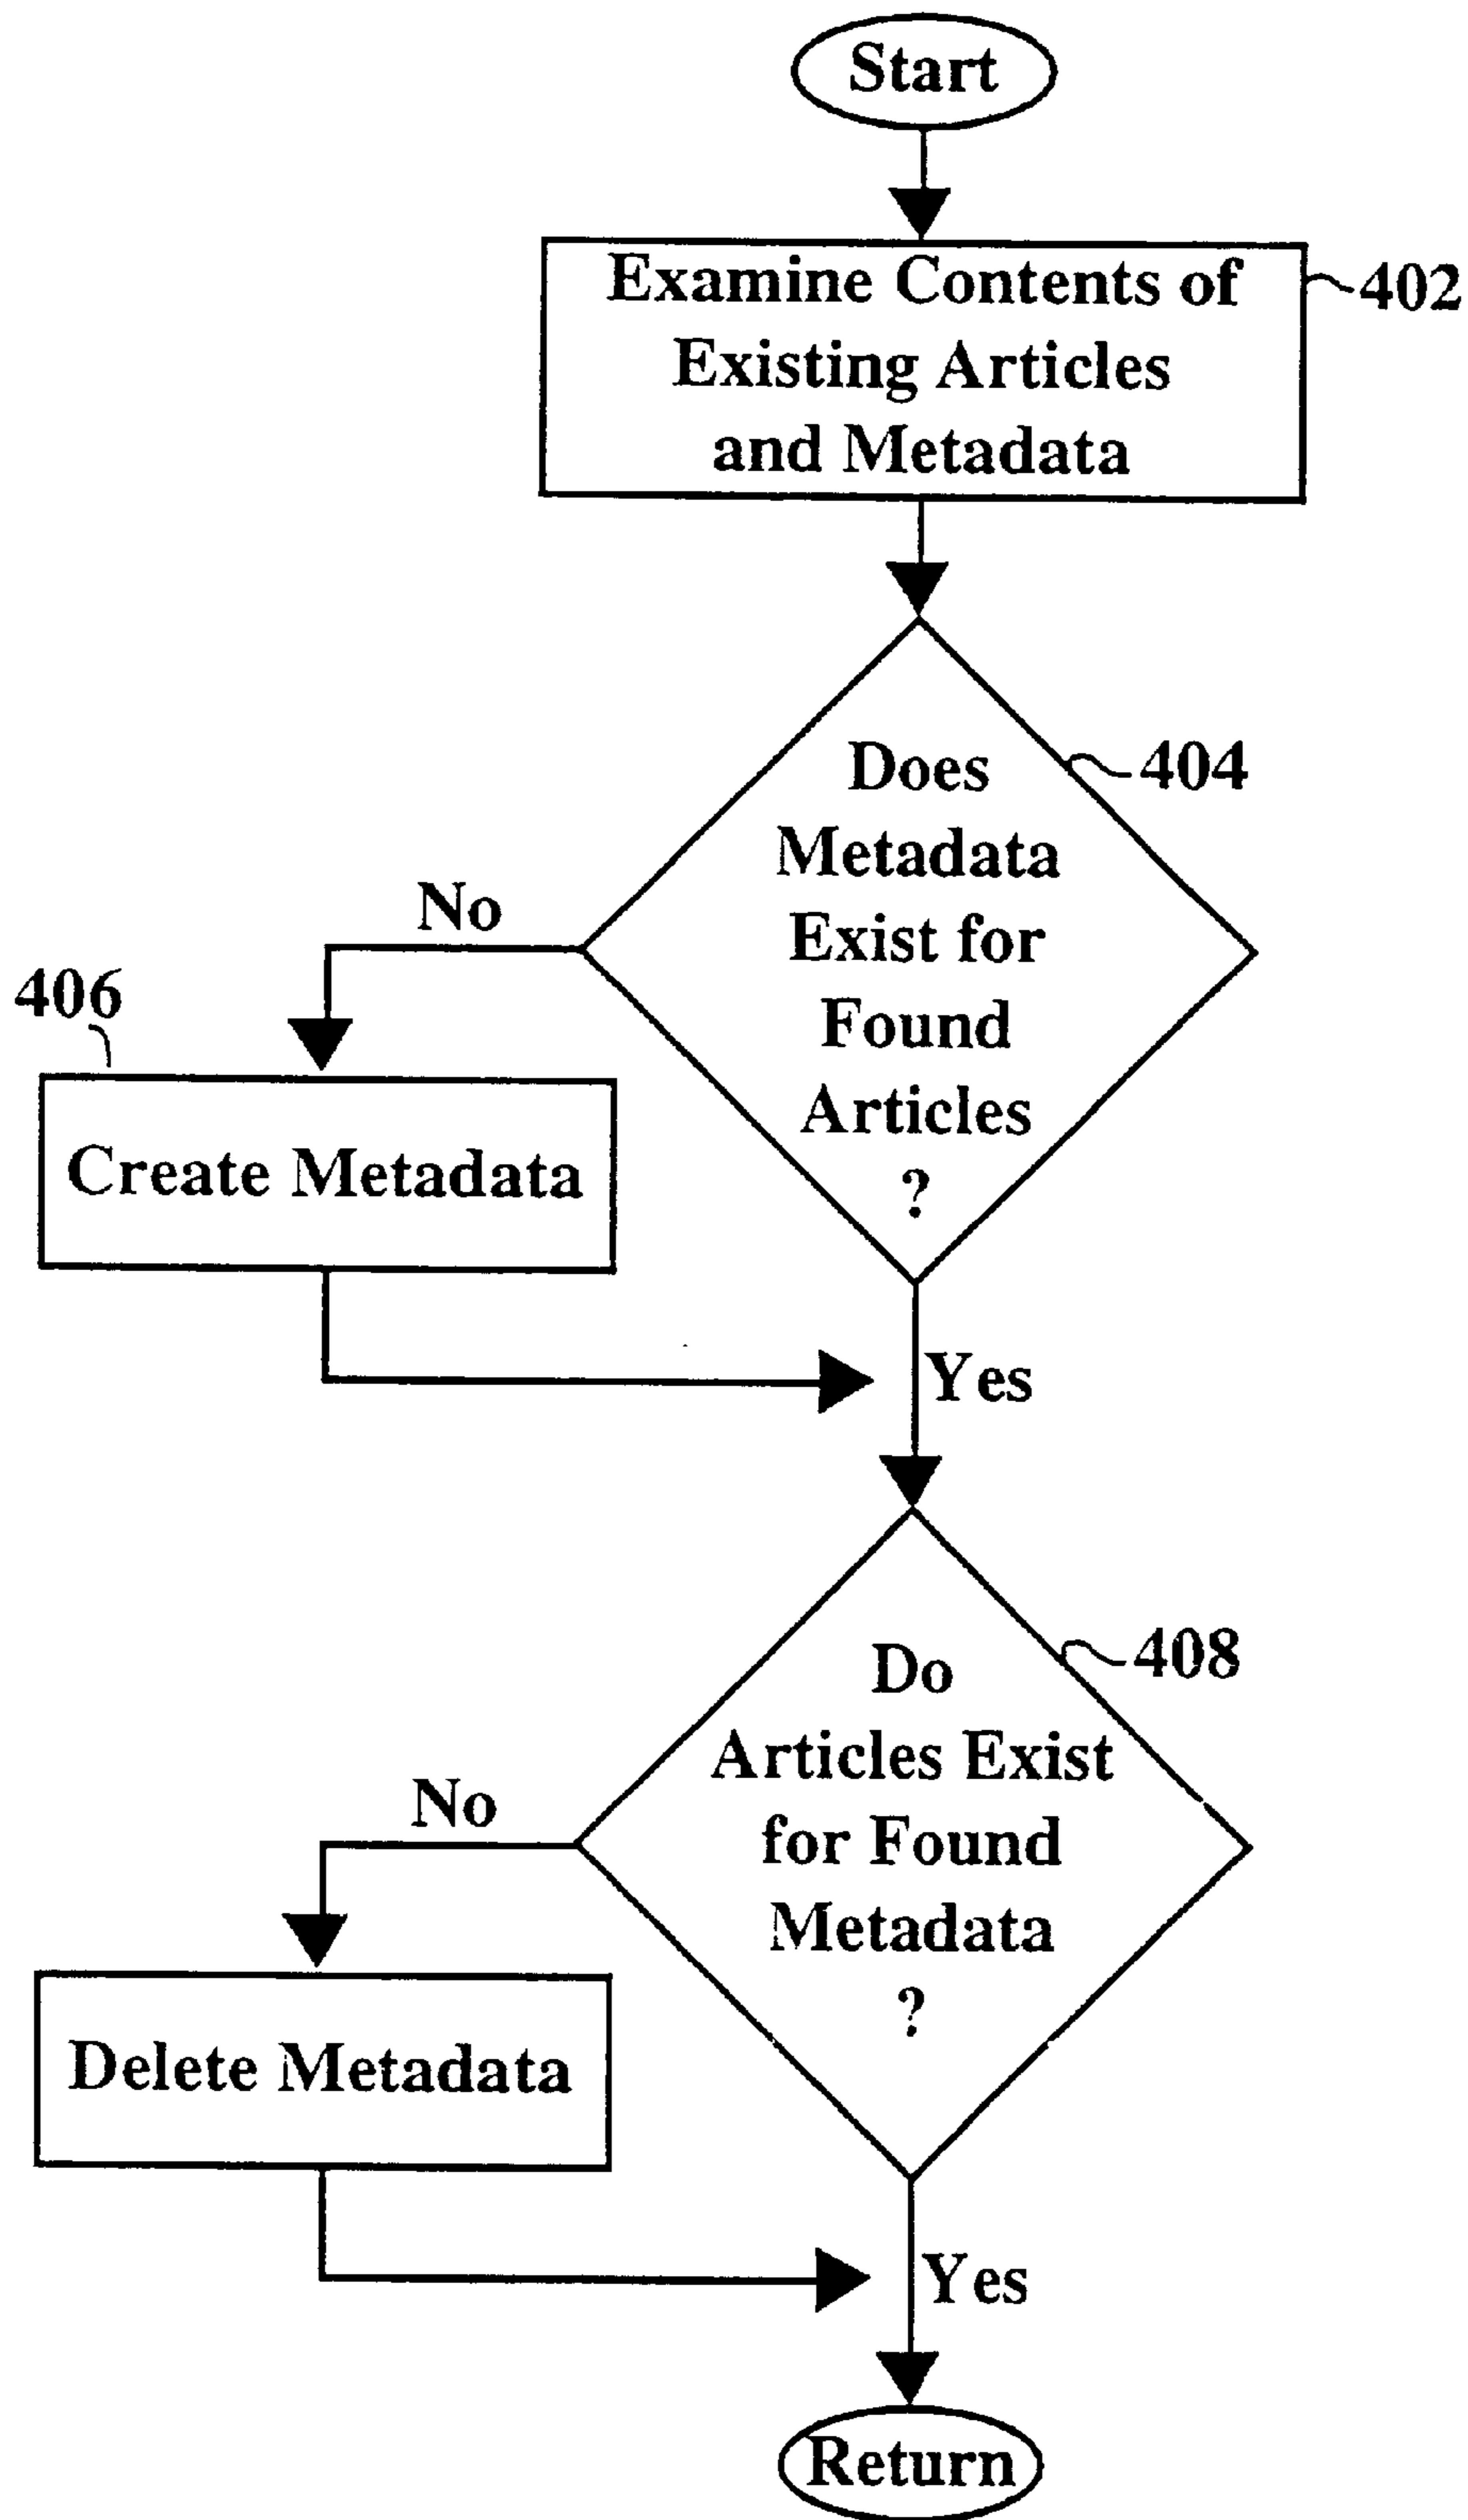 Start
Examine Contents of
Existing Articles
and Metadata
402
Does
Metadata
Exist for
Found
Articles
?
404
No
406
Create Metadata
Yes
Do
Articles Exist
for Found
Metadata
?
408
No
Delete Metadata
Yes
Return